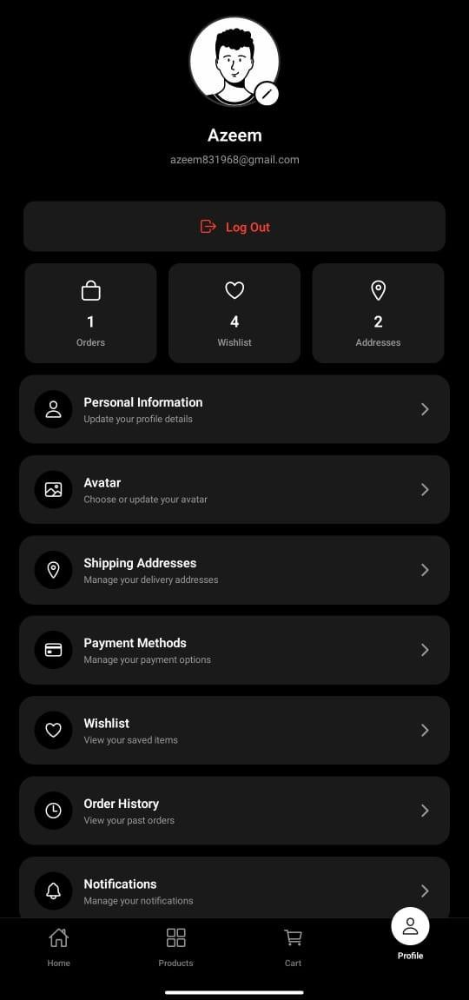 Azeem
azeem831968@gmail.com
Log Out
1
Orders
4
Wishlist
2
Addresses
Personal Information
Update your profile details
Avatar
Choose or update your avatar
Shipping Addresses
Manage your delivery addresses
Payment Methods
Manage your payment options
Wishlist
View your saved items
Order History
View your past orders
Notifications
Manage your notifications
Home
Products
Cart
Profile